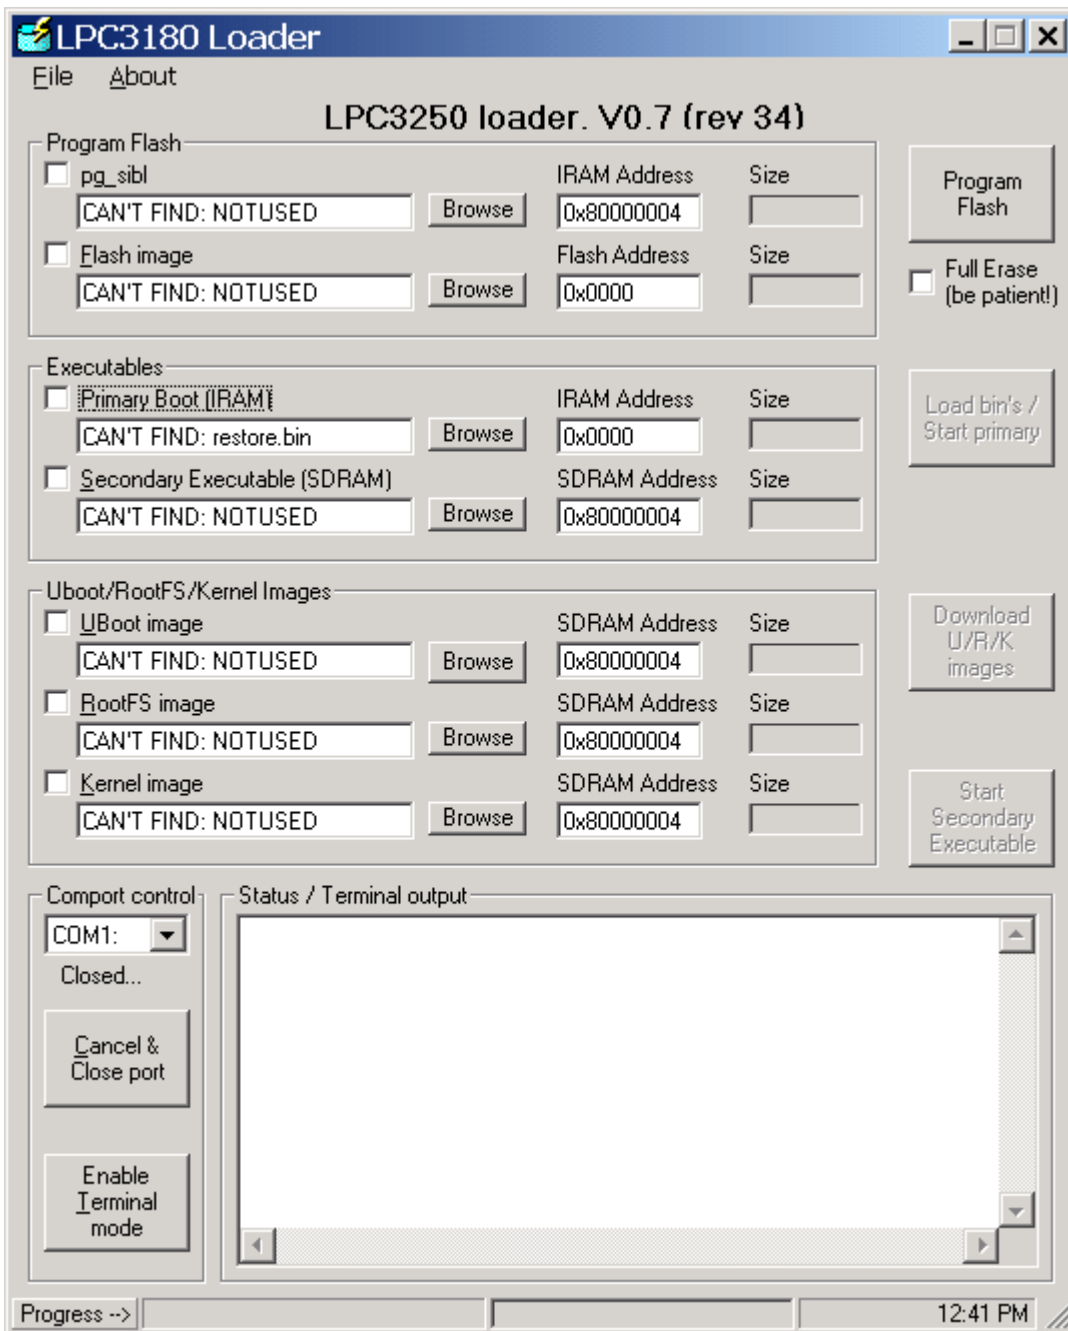 LPC3180 Loader
File About
LPC3250 loader. V0.7 (rev 34)
Program Flash
pg_sibl IRAM Address Size
CAN'T FIND: NOTUSED Browse 0x80000004
Program
Flash
Flash image Flash Address Size
CAN'T FIND: NOTUSED Browse 0x0000
Full Erase
(be patient!)
Executables
Primary Boot (IRAM) IRAM Address Size
CAN'T FIND: restore.bin Browse 0x0000
Load bin's /
Start primary
Secondary Executable (SDRAM) SDRAM Address Size
CAN'T FIND: NOTUSED Browse 0x80000004
Uboot/RootFS/Kernel Images
UBoot image SDRAM Address Size
CAN'T FIND: NOTUSED Browse 0x80000004
Download
U/R/K
images
RootFS image SDRAM Address Size
CAN'T FIND: NOTUSED Browse 0x80000004
Kernel image SDRAM Address Size
CAN'T FIND: NOTUSED Browse 0x80000004
Start
Secondary
Executable
Comport control
COM1:
Closed...
Cancel &
Close port
Enable
Terminal
mode
Status / Terminal output
Progress --> 12:41 PM